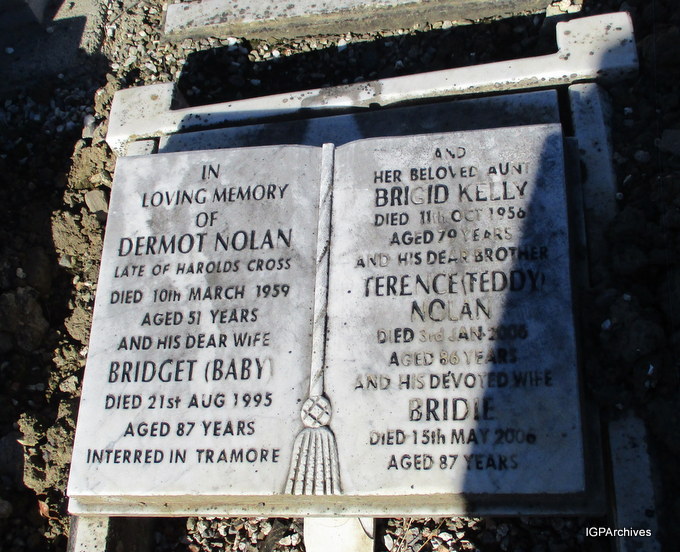 IN
LOVING MEMORY
OF
DERMOT NOLAN
LATE OF HAROLDS CROSS
DIED 10th MARCH 1959
AGED 51 YEARS
AND HIS DEAR WIFE
BRIDGET (BABY)
DIED 21st AUG 1995
AGED 87 YEARS
INTERRED IN TRAMORE
AND
HER BELOVED AUNT
BRIGID KELLY
DIED 11th OCT 1956
AGED 79 YEARS
AND HIS DEAR BROTHER
TERENCE (TEDDY)
NOLAN
DIED 3rd JAN 2006
AGED 86 YEARS
AND HIS DEVOTED WIFE
BRIDIE
DIED 15th MAY 2006
AGED 87 YEARS
IGPArchives